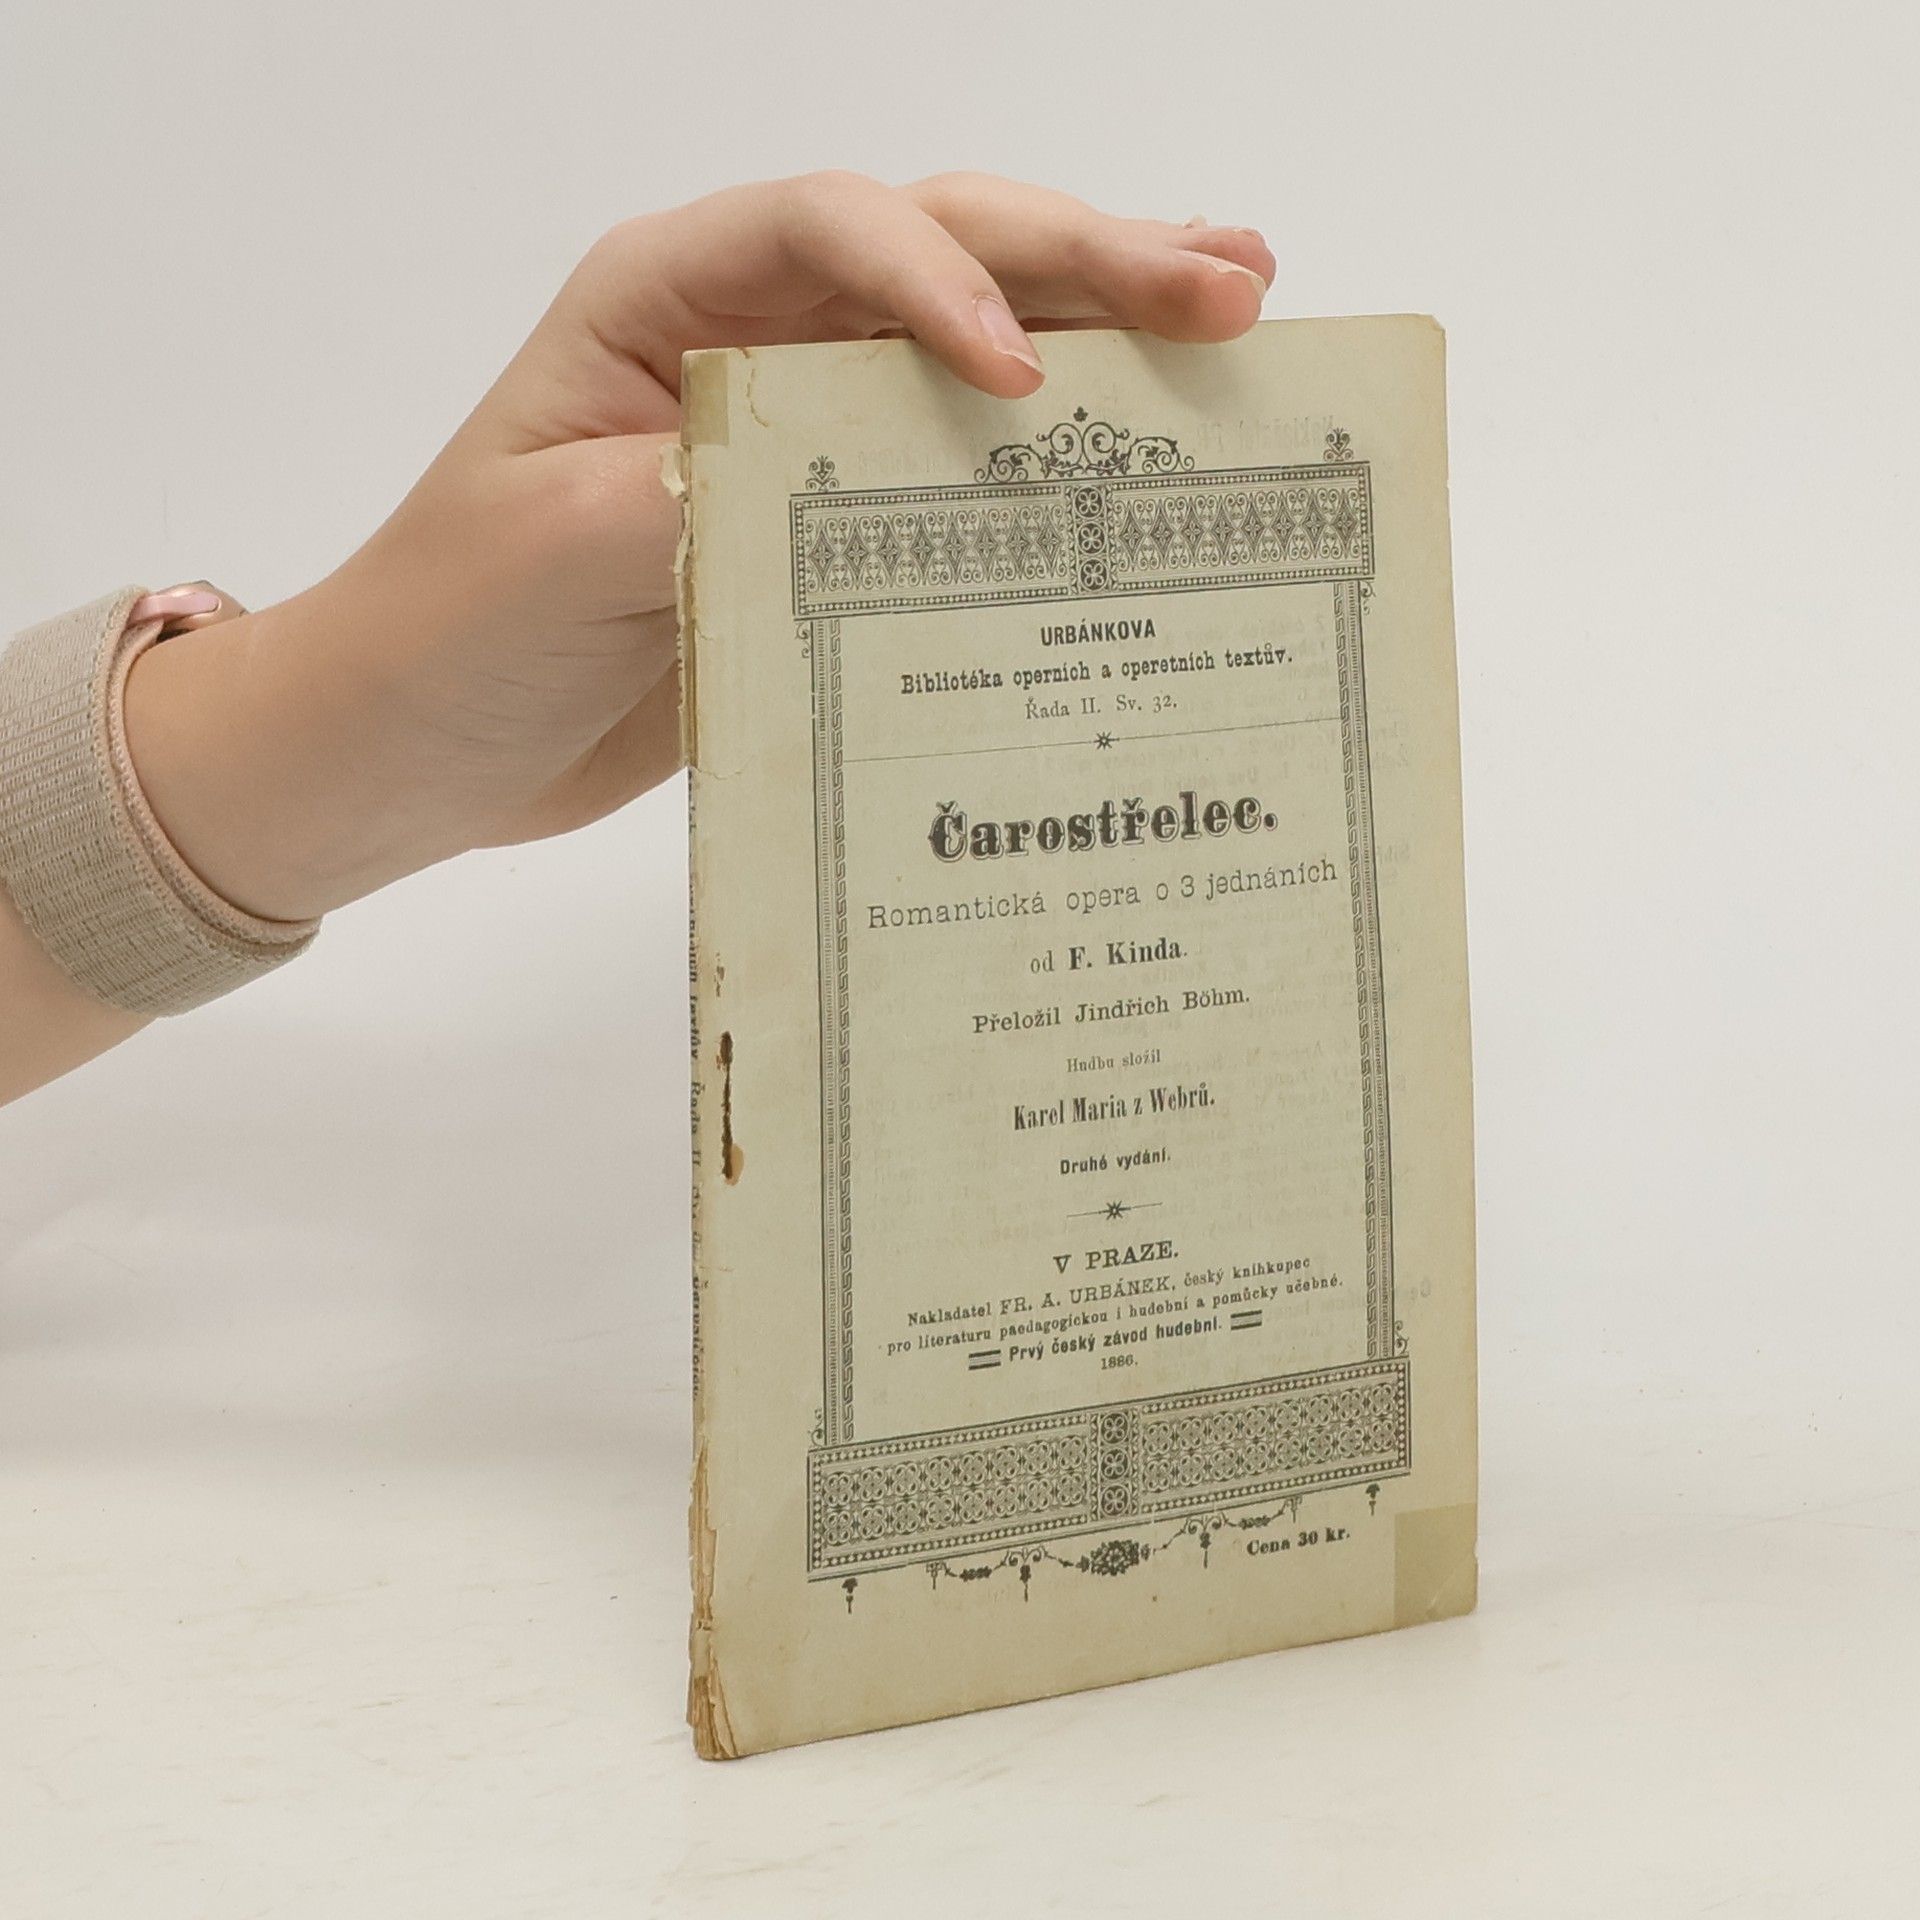 URBÁNKOVA
Bibliotéka operních a operetních textův.
Řada II. Sv. 32.
Čarostřelec.
Romantická opera o 3 jednáních
od F. Kinda.
Přeložil Jindřich Böhm.
Hudbu složil
Karel Maria z Webrů.
Druhé vydání.
V PRAZE.
Nakladatel FR. A. URBÁNEK, český knihkupec
pro literaturu paedagogickou i hudební a pomůcky učebné.
Prvý český závod hudební.
1886.
Cena 30 kr.